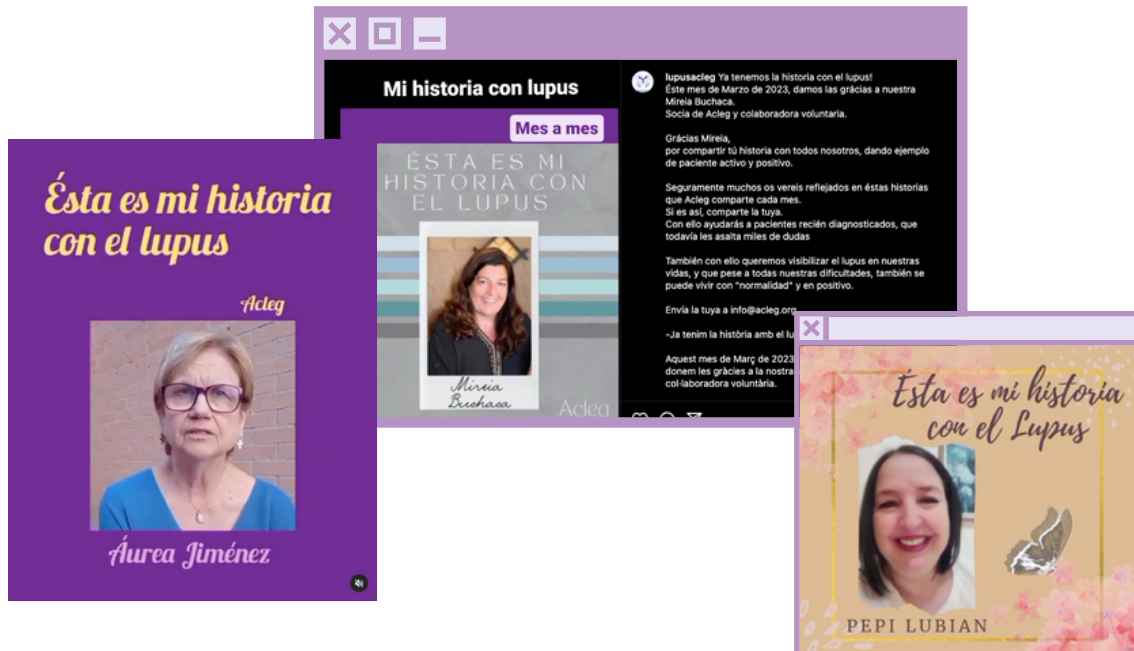 Mi historia con lupus
Mes a mes
ÉSTA ES MI
HISTORIA CON
EL LUPUS
Mireia
Buchaca
Acleg
lupusacleg Ya tenemos la historia con el lupus!
Éste mes de Marzo de 2023, damos las grácias a nuestra
Mireia Buchaca.
Socia de Acleg y colaboradora voluntaria.
Grácias Mireia,
por compartir tú historia con todos nosotros, dando ejemplo
de paciente activo y positivo.
Seguramente muchos os vereis reflejados en éstas historias
que Acleg comparte cada mes.
Si es así, comparte la tuya.
Con ello ayudarás a pacientes recién diagnosticados, que
todavía les asalta miles de dudas
También con ello queremos visibilizar el lupus en nuestras
vidas, y que pese a todas nuestras dificultades, también se
puede vivir con "normalidad" y en positivo.
Envía la tuya a info@acleg.org
-Ja tenim la història amb el lu
Aquest mes de Març de 2023
donem les gràcies a la nostra
col·laboradora voluntària.
Ésta es mi historia
con el lupus
Acleg
Áurea Jiménez
Ésta es mi historia
con el Lupus
PEPI LUBIAN